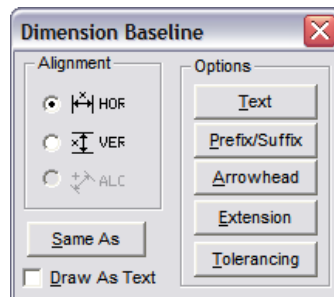 Dimension Baseline
Alignment
HOR
VER
ALC
Same As
Draw As Text
Options
Text
Prefix/Suffix
Arrowhead
Extension
Tolerancing